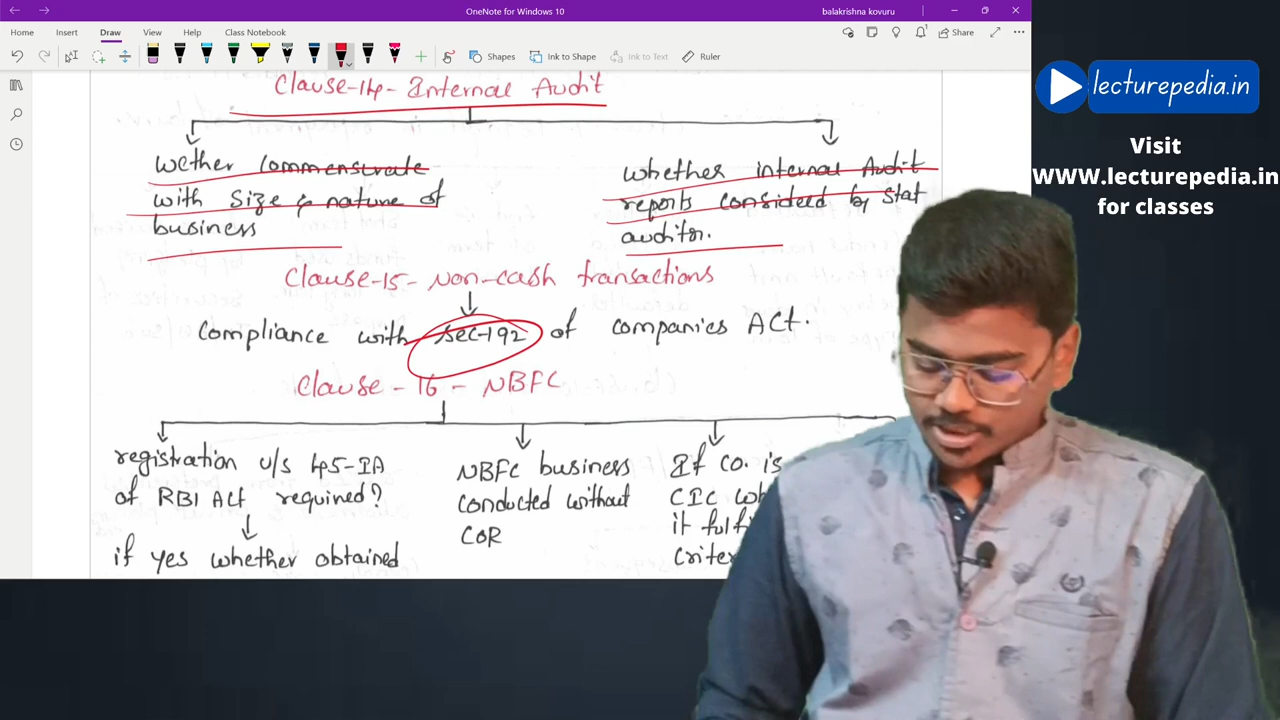 OneNote for Windows 10
balakrishna kovuru
Home Insert Draw View Help Class Notebook
Share
Shapes Ink to Shape Ink to Text Ruler
Clause-14- Internal Audit
wether commensurate
with Size & nature of
business
whether internal Audit
reports consideed by Stat
auditor.
Clause-15- Non-cash transactions
compliance with Sec-192 of companies Act.
Clause - 16 - NBFC
registration u/s 45-IA
of RBI Act required?
if yes whether obtained
NBFC business
conducted without
COR
If Co. is
CIC
it
lecturepedia.in
Visit
WWW.lecturepedia.in
for classes